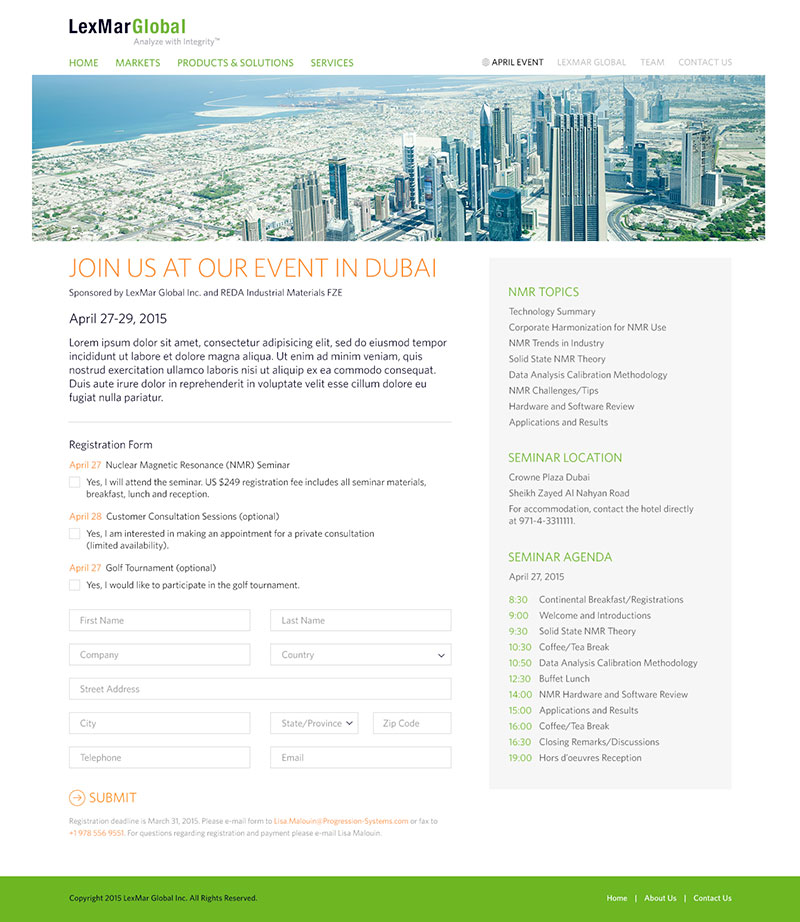 LexMarGlobal
Analyze with Integrity™
HOME MARKETS PRODUCTS & SOLUTIONS SERVICES
APRIL EVENT LEXMAR GLOBAL TEAM CONTACT US
JOIN US AT OUR EVENT IN DUBAI
Sponsored by LexMar Global Inc. and REDA Industrial Materials FZE
April 27-29, 2015
Lorem ipsum dolor sit amet, consectetur adipisicing elit, sed do eiusmod tempor
incididunt ut labore et dolore magna aliqua. Ut enim ad minim veniam, quis
nostrud exercitation ullamco laboris nisi ut aliquip ex ea commodo consequat.
Duis aute irure dolor in reprehenderit in voluptate velit esse cillum dolore eu
fugiat nulla pariatur.
Registration Form
April 27 Nuclear Magnetic Resonance (NMR) Seminar
Yes, I will attend the seminar. US $249 registration fee includes all seminar materials,
breakfast, lunch and reception.
April 28 Customer Consultation Sessions (optional)
Yes, I am interested in making an appointment for a private consultation
(limited availability).
April 27 Golf Tournament (optional)
Yes, I would like to participate in the golf tournament.
First Name Last Name
Company Country
Street Address
City State/Province Zip Code
Telephone Email
SUBMIT
Registration deadline is March 31, 2015. Please e-mail form to Lisa.Malouin@Progression-Systems.com or fax to
+1 978 556 9551. For questions regarding registration and payment please e-mail Lisa Malouin.
NMR TOPICS
Technology Summary
Corporate Harmonization for NMR Use
NMR Trends in Industry
Solid State NMR Theory
Data Analysis Calibration Methodology
NMR Challenges/Tips
Hardware and Software Review
Applications and Results
SEMINAR LOCATION
Crowne Plaza Dubai
Sheikh Zayed Al Nahyan Road
For accommodation, contact the hotel directly
at 971-4-3311111.
SEMINAR AGENDA
April 27, 2015
8:30 Continental Breakfast/Registrations
9:00 Welcome and Introductions
9:30 Solid State NMR Theory
10:30 Coffee/Tea Break
10:50 Data Analysis Calibration Methodology
12:30 Buffet Lunch
14:00 NMR Hardware and Software Review
15:00 Applications and Results
16:00 Coffee/Tea Break
16:30 Closing Remarks/Discussions
19:00 Hors d'oeuvres Reception
Copyright 2015 LexMar Global Inc. All Rights Reserved.
Home | About Us | Contact Us